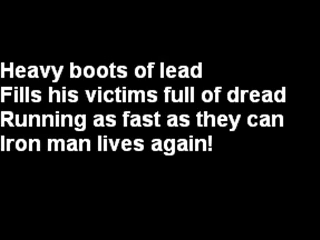 Heavy boots of lead
Fills his victims full of dread
Running as fast as they can
Iron man lives again!